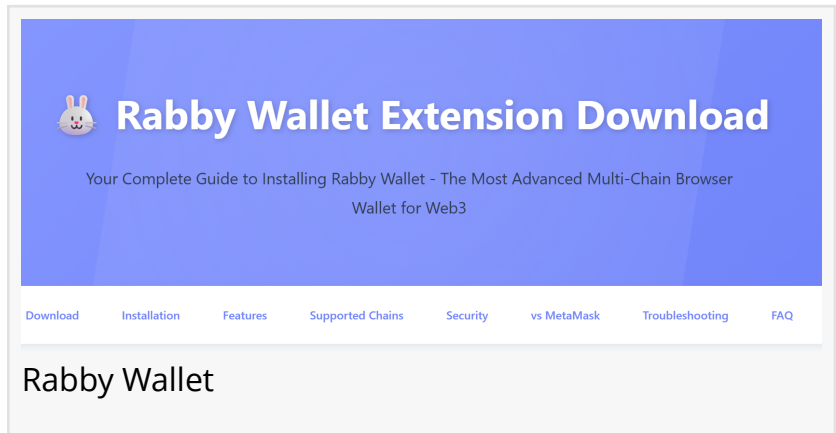 Rabby Wallet Extension Download
Your Complete Guide to Installing Rabby Wallet - The Most Advanced Multi-Chain Browser
Wallet for Web3
Download Installation Features Supported Chains Security vs MetaMask Troubleshooting FAQ
Rabby Wallet